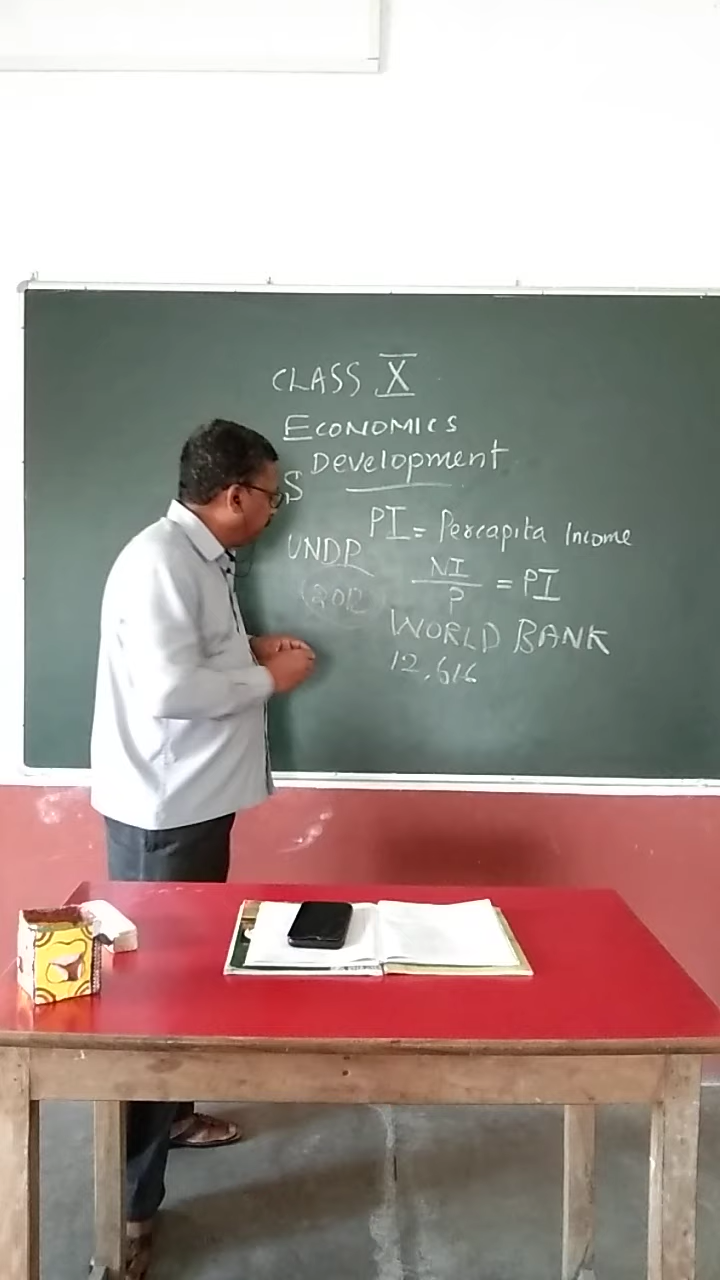 CLASS X
ECONOMICS
Development
S
PI = Percapita Income
UNDP
NI / P = PI
2012
WORLD BANK
12,616